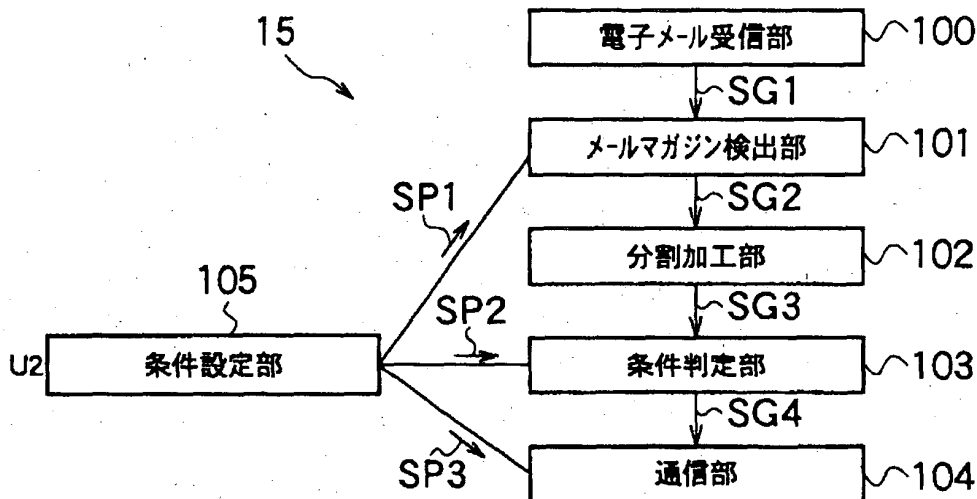 15
電子メール受信部 100
SG1
メールマガジン検出部 101
SP1
SG2
分割加工部 102
105
SP2
SG3
U2 条件設定部
条件判定部 103
SG4
SP3
通信部 104